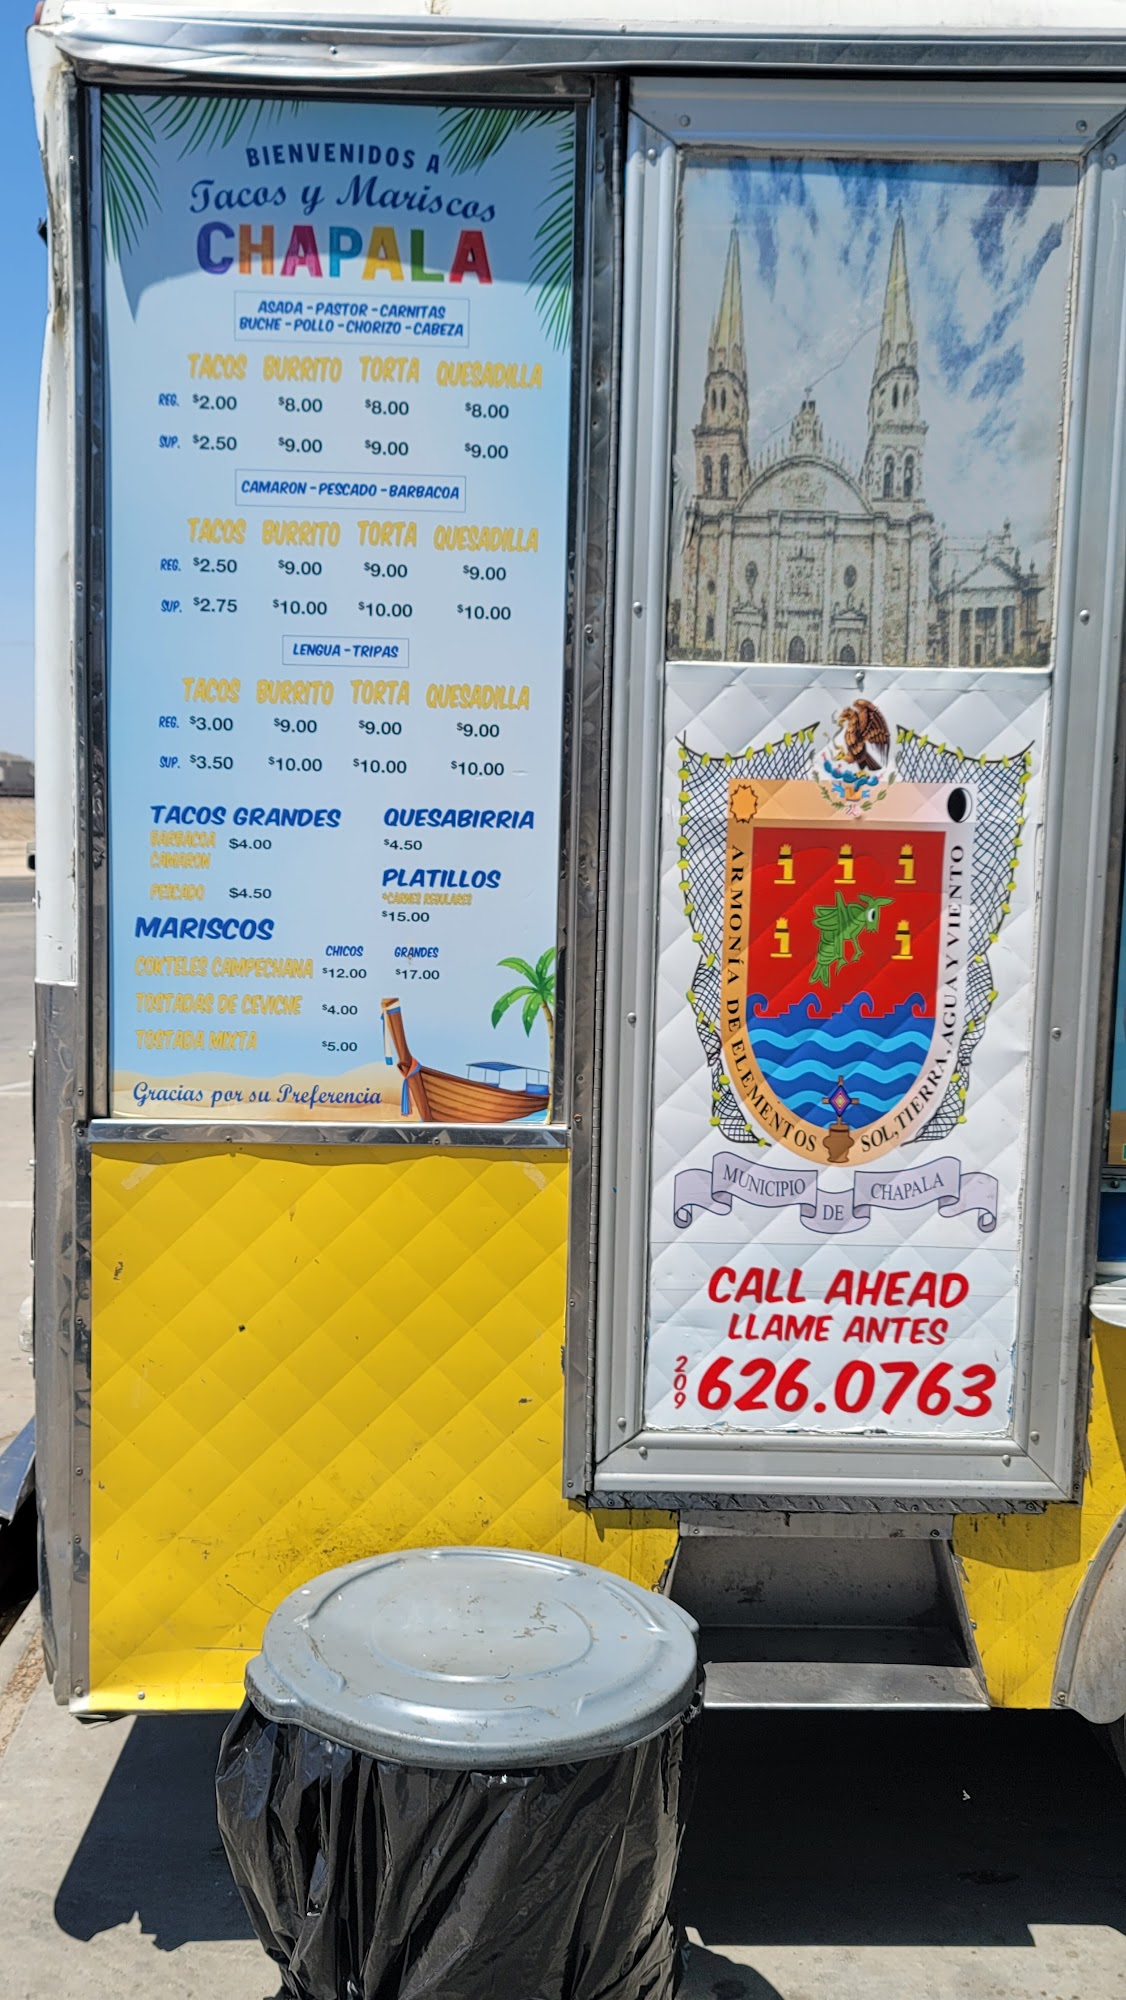 BIENVENIDOS A
Tacos y Mariscos
CHAPALA
ASADA - PASTOR - CARNITAS
BUCHE - POLLO - CHORIZO - CABEZA
TACOS BURRITO TORTA QUESADILLA
REG. $2.00 $8.00 $8.00 $8.00
SUP. $2.50 $9.00 $9.00 $9.00
CAMARON - PESCADO - BARBACOA
TACOS BURRITO TORTA QUESADILLA
REG. $2.50 $9.00 $9.00 $9.00
SUP. $2.75 $10.00 $10.00 $10.00
LENGUA - TRIPAS
TACOS BURRITO TORTA QUESADILLA
REG. $3.00 $9.00 $9.00 $9.00
SUP. $3.50 $10.00 $10.00 $10.00
TACOS GRANDES
BARBACOA $4.00
CAMARON
PESCADO $4.50
QUESABIRRIA
$4.50
PLATILLOS
*CARNES REGULARES
$15.00
MARISCOS
CHICOS GRANDES
COKTELES CAMPECHANA $12.00 $17.00
TOSTADAS DE CEVICHE $4.00
TOSTADA MIXTA $5.00
Gracias por su Preferencia
ARMONÍA DE ELEMENTOS SOL, TIERRA, AGUA Y VIENTO
MUNICIPIO DE CHAPALA
CALL AHEAD
LLAME ANTES
209 626.0763